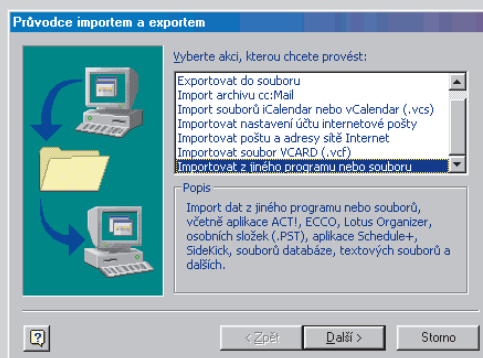 Průvodce importem a exportem
Vyberte akci, kterou chcete provést:
Exportovat do souboru
Import archivu cc:Mail
Import souborů iCalendar nebo vCalendar (.vcs)
Importovat nastavení účtu internetové pošty
Importovat poštu a adresy sítě Internet
Importovat soubor VCARD (.vcf)
Importovat z jiného programu nebo souboru
Popis
Import dat z jiného programu nebo souborů,
včetně aplikace ACT!, ECCO, Lotus Organizer,
osobních složek (.PST), aplikace Schedule+,
SideKick, souborů databáze, textových souborů a
dalších.
< Zpět
Další >
Storno